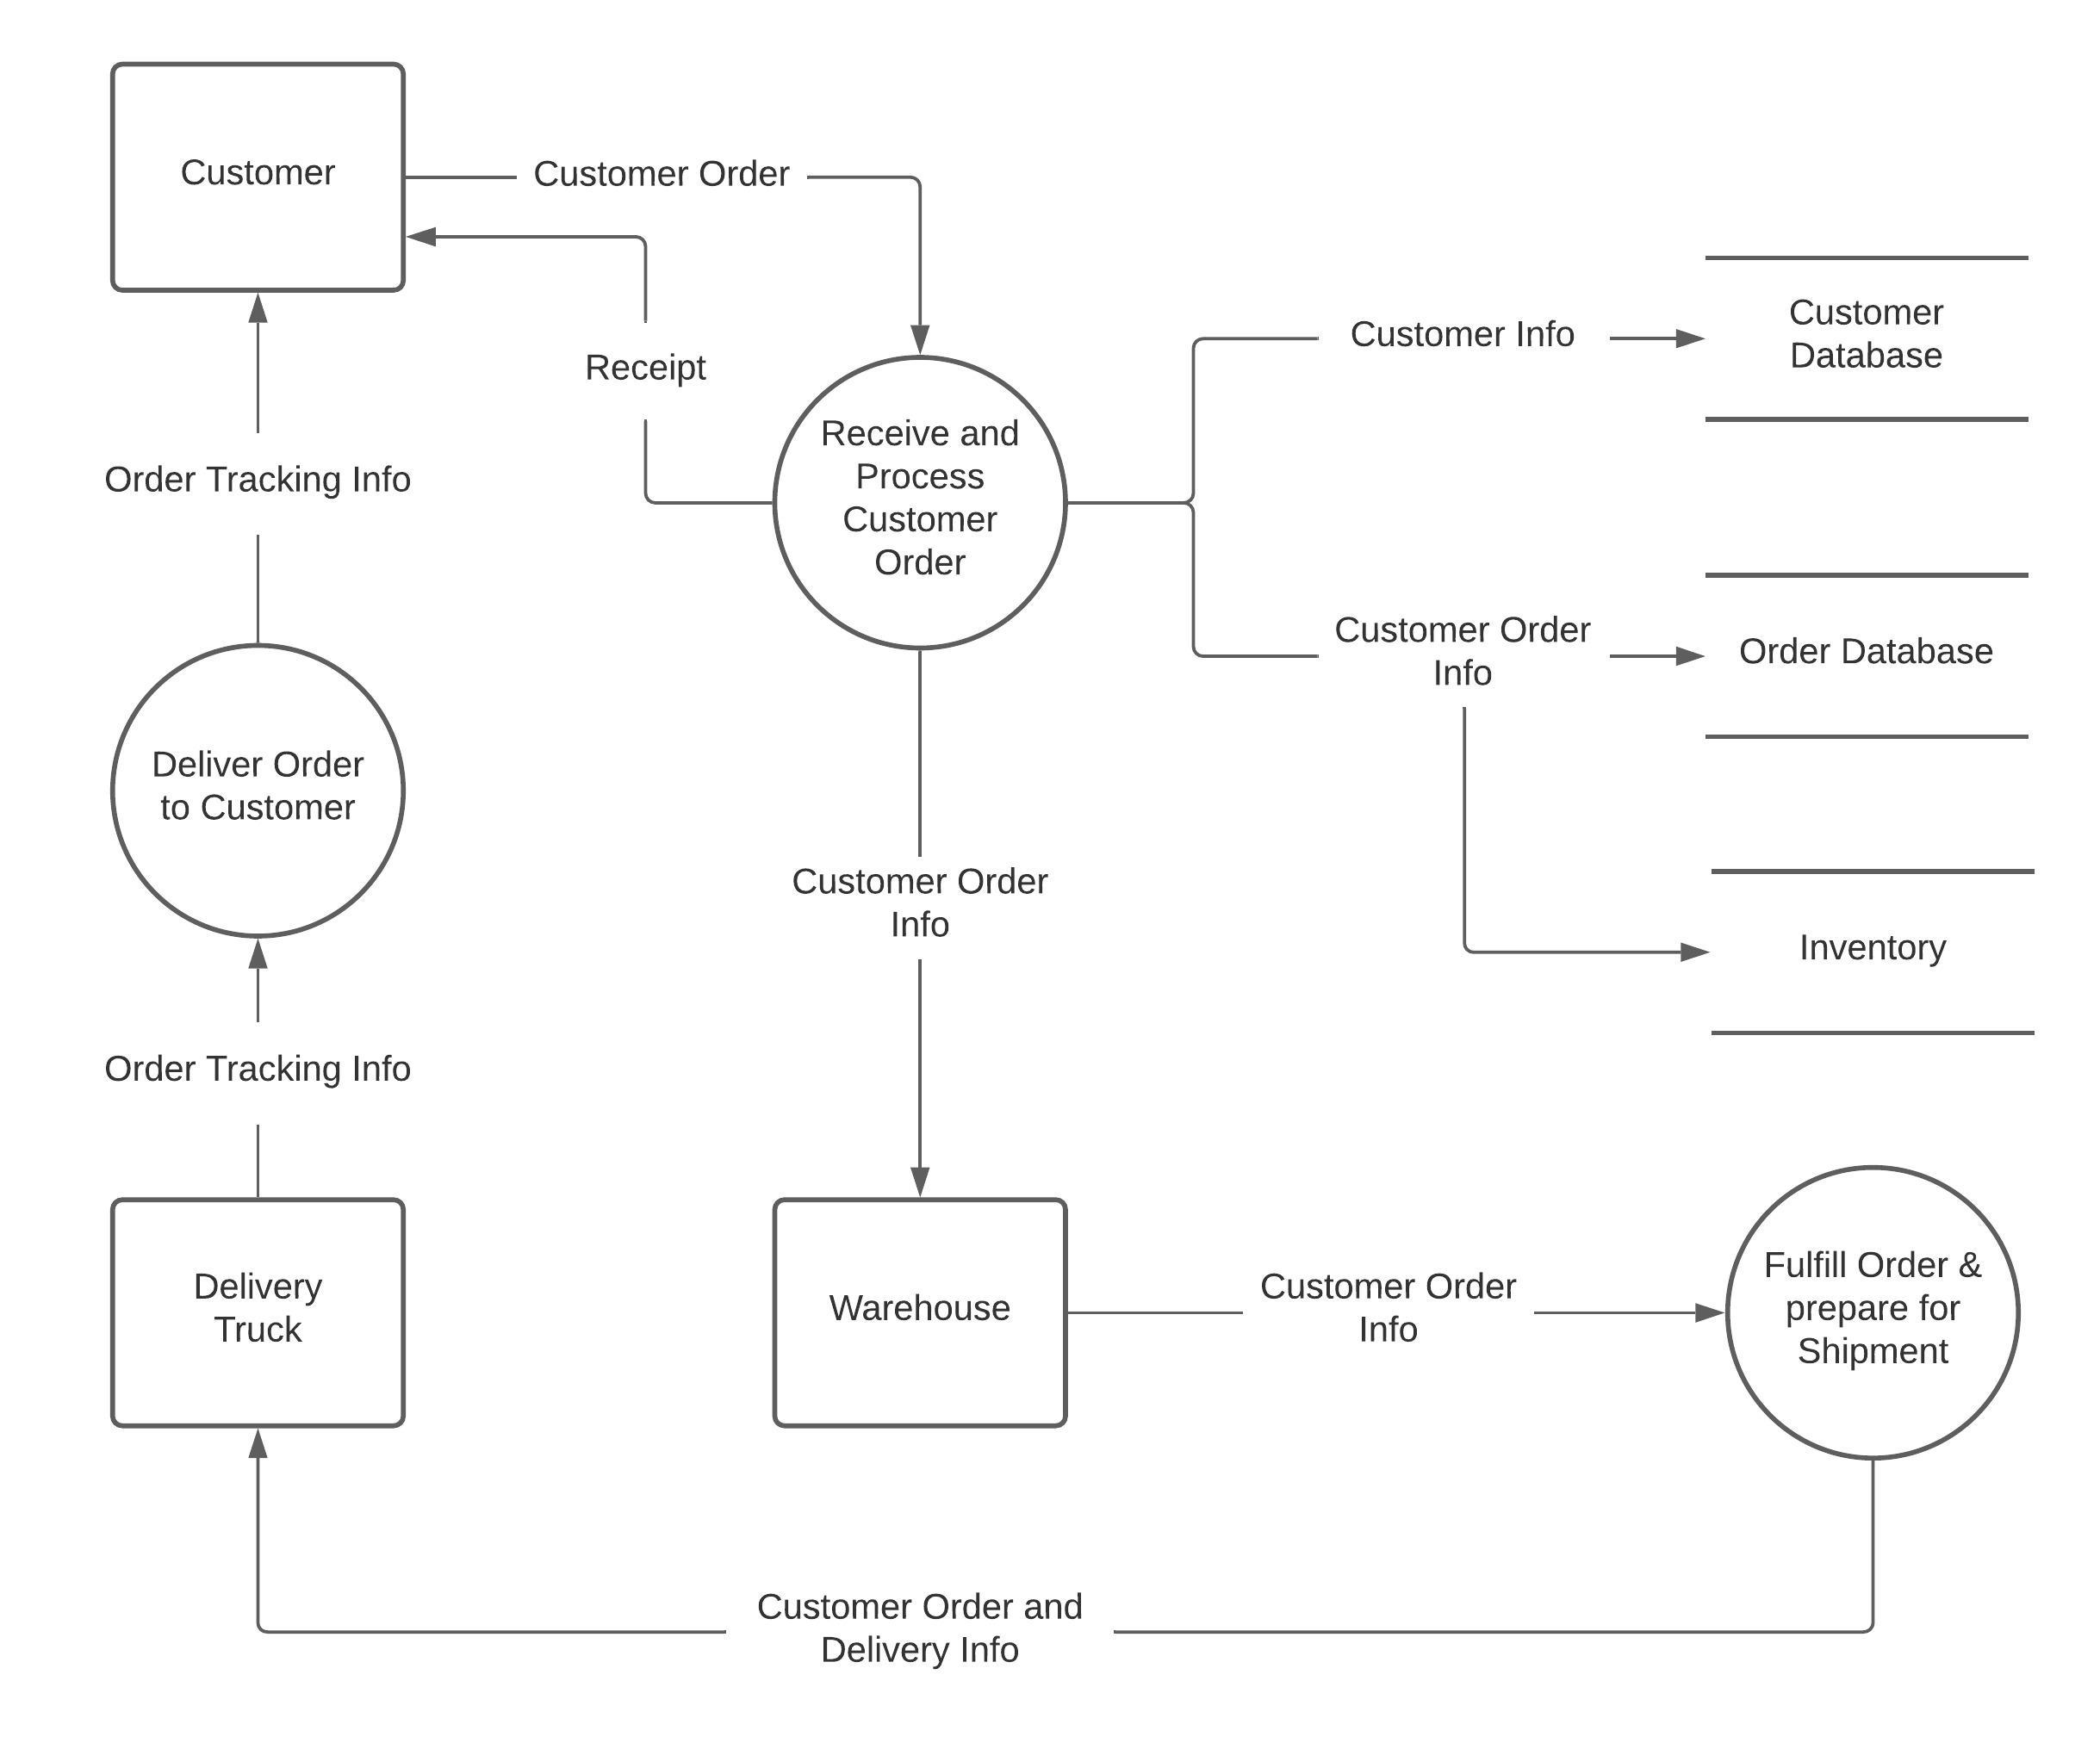 Customer
Customer Order
Receipt
Receive and
Process
Customer
Order
Customer Info
Customer
Database
Order Tracking Info
Customer Order
Info
Order Database
Deliver Order
to Customer
Customer Order
Info
Inventory
Order Tracking Info
Delivery
Truck
Warehouse
Customer Order
Info
Fulfill Order &
prepare for
Shipment
Customer Order and
Delivery Info